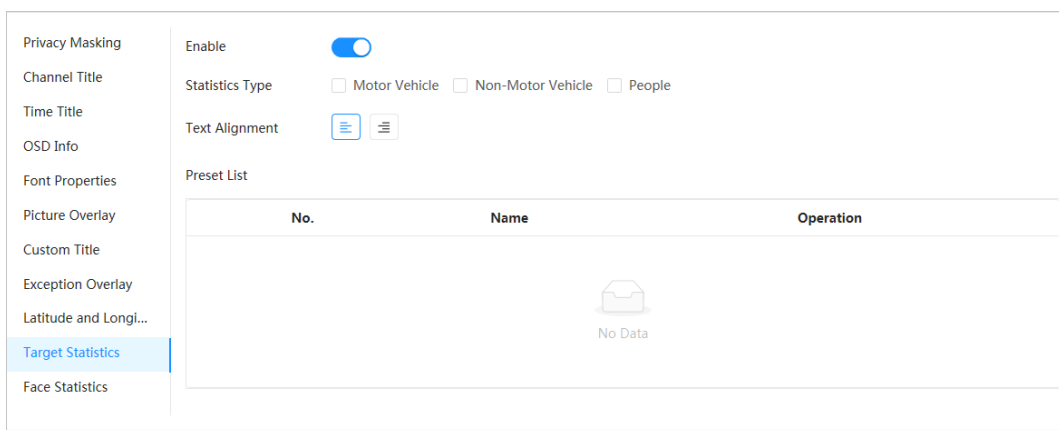 Privacy Masking
Channel Title
Time Title
OSD Info
Font Properties
Picture Overlay
Custom Title
Exception Overlay
Latitude and Longi...
Target Statistics
Face Statistics
Enable
Statistics Type Motor Vehicle Non-Motor Vehicle People
Text Alignment
Preset List
No. Name Operation
No Data